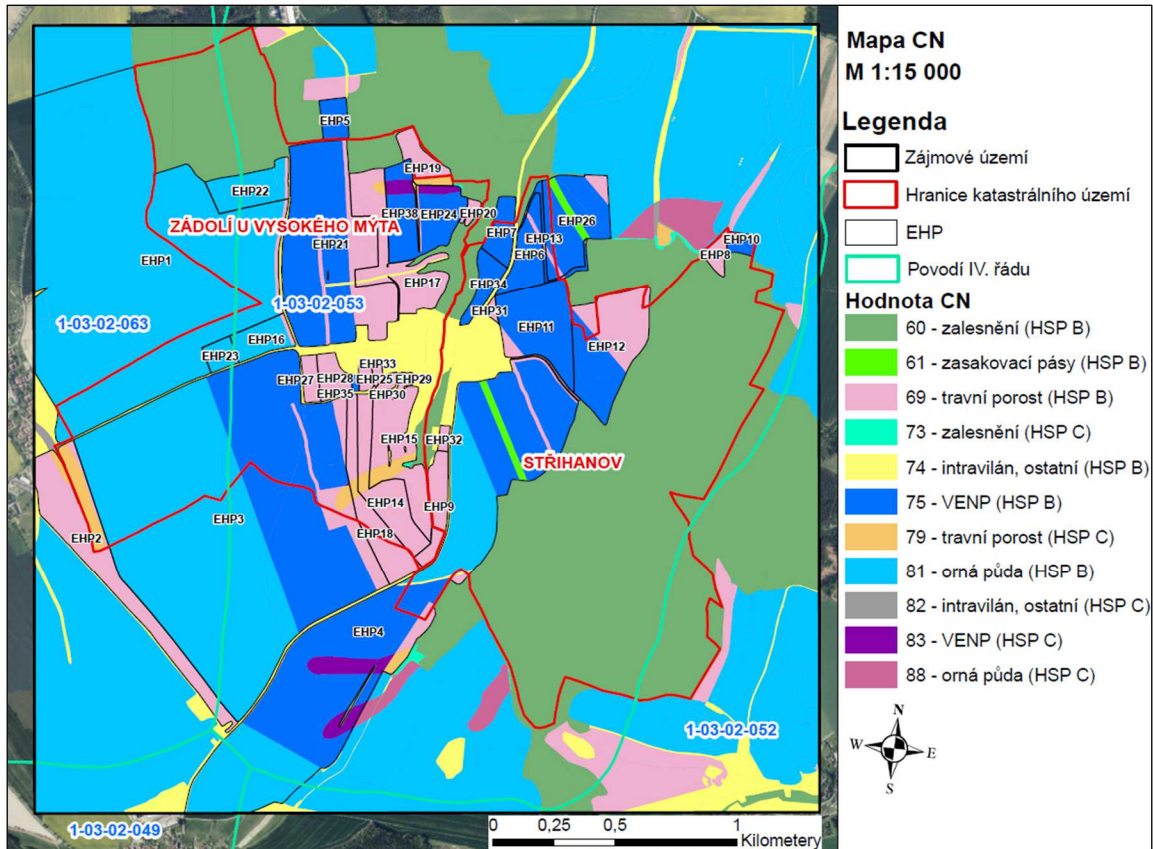 Mapa CN
M 1:15 000
Legenda
Zájmové území
Hranice katastrálního území
EHP
Povodí IV. řádu
Hodnota CN
60 - zalesnění (HSP B)
61 - zasakovací pásy (HSP B)
69 - travní porost (HSP B)
73 - zalesnění (HSP C)
74 - intravilán, ostatní (HSP B)
75 - VENP (HSP B)
79 - travní porost (HSP C)
81 - orná půda (HSP B)
82 - intravilán, ostatní (HSP C)
83 - VENP (HSP C)
88 - orná půda (HSP C)
N
W E
S
EHP5
EHP19
EHP22
EHP38 EHP24 EHP20
EHP26
ZÁDOLÍ U VYSOKÉHO MÝTA
EHP7
EHP13
EHP10
EHP21
EHP6
EHP8
EHP1
EHP17
EHP34
1-03-02-053
EHP31
1-03-02-063
EHP11
EHP16
EHP12
EHP23
EHP33
EHP27 EHP28 EHP25 EHP29
EHP35 EHP30
EHP15 EHP32
STŘIHANOV
EHP14 EHP9
EHP3
EHP18
EHP2
EHP4
1-03-02-052
1-03-02-049
0 0,25 0,5 1
Kilometery